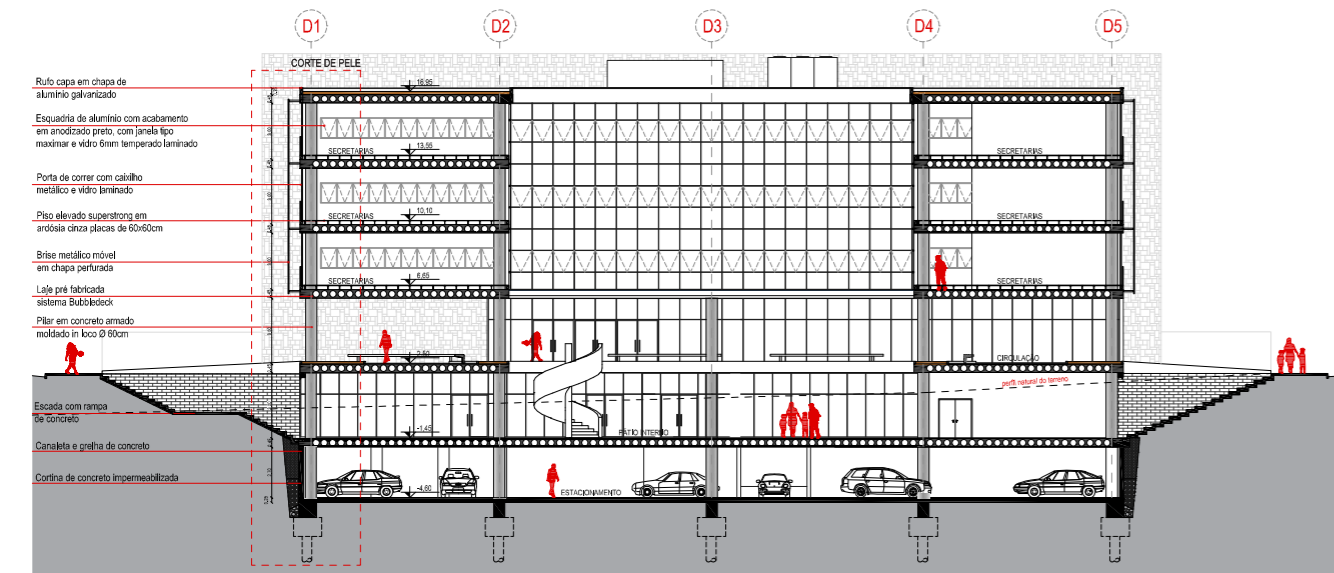 D1 D2 D3 D4 D5
CORTE DE PELE
Rufo capa em chapa de
alumínio galvanizado
Esquadria de alumínio com acabamento
em anodizado preto, com janela tipo
maximar e vidro 6mm temperado laminado
Porta de correr com caixilho
metálico e vidro laminado
Piso elevado superstrong em
ardósia cinza placas de 60x60cm
Brise metálico móvel
em chapa perfurada
Laje pré fabricada
sistema Bubbledeck
Pilar em concreto armado
moldado in loco Ø 60cm
Escada com rampa
de concreto
Canaleta e grelha de concreto
Cortina de concreto impermeabilizada
16,95
SECRETARIAS 13,55 SECRETARIAS
SECRETARIAS 10,10 SECRETARIAS
SECRETARIAS 6,65 SECRETARIAS
2,50 CIRCULAÇÃO
perfil natural do terreno
-1,45 PÁTIO INTERNO
-4,60 ESTACIONAMENTO